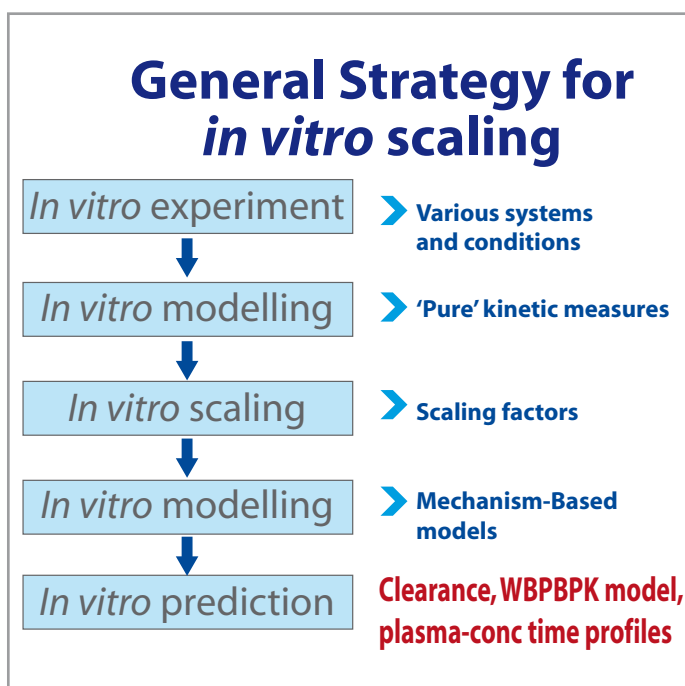 General Strategy for
in vitro scaling
In vitro experiment
Various systems
and conditions
In vitro modelling
‘Pure’ kinetic measures
In vitro scaling
Scaling factors
In vitro modelling
Mechanism-Based
models
In vitro prediction
Clearance, WBPBPK model,
plasma-conc time profiles